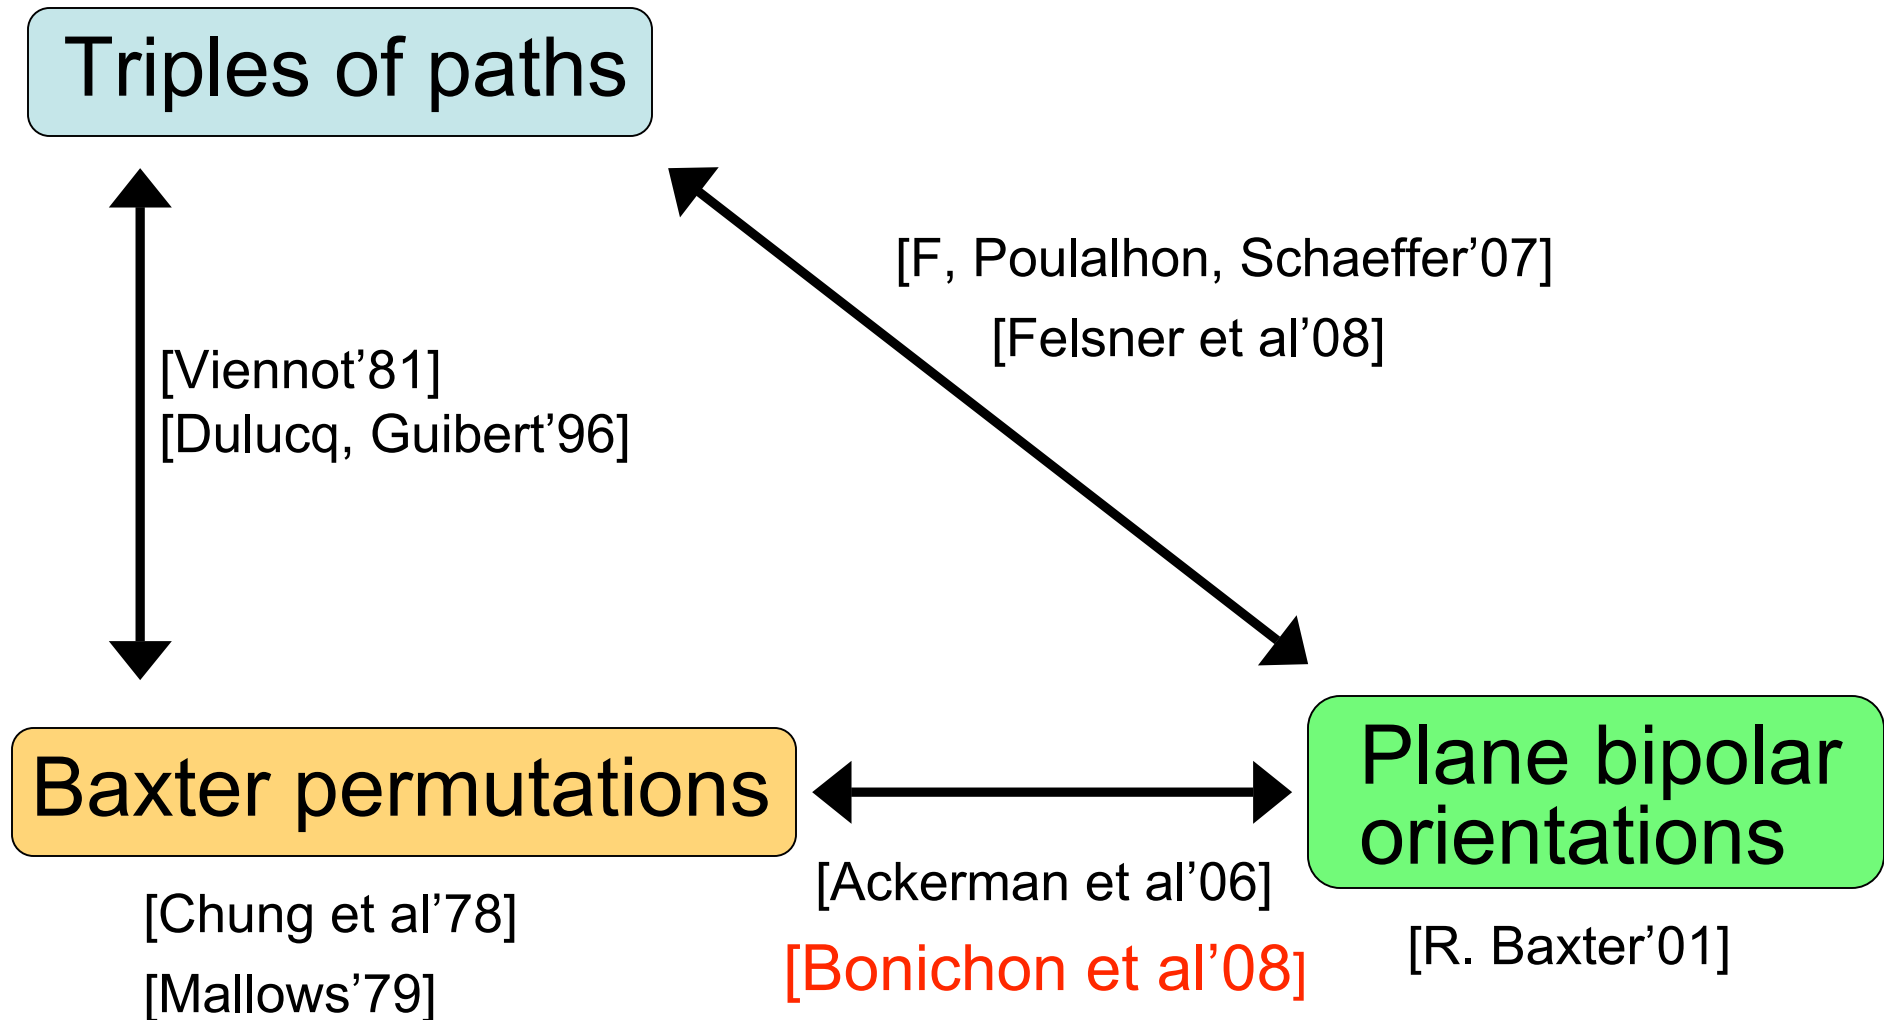 Triples of paths
[F, Poulalhon, Schaeffer’07]
[Felsner et al’08]
[Viennot’81]
[Dulucq, Guibert’96]
Baxter permutations
Plane bipolar
orientations
[Chung et al’78]
[Mallows’79]
[Ackerman et al’06]
[Bonichon et al’08]
[R. Baxter’01]